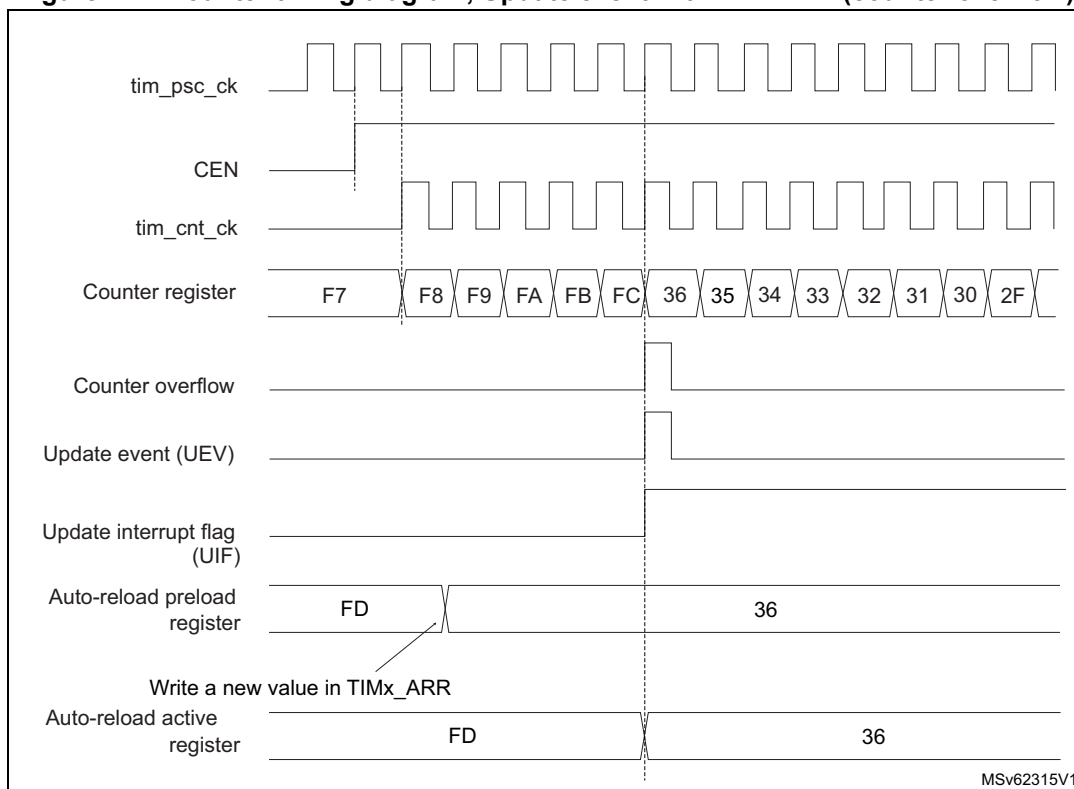 tim_psc_ck
CEN
tim_cnt_ck
Counter register F7 F8 F9 FA FB FC 36 35 34 33 32 31 30 2F
Counter overflow
Update event (UEV)
Update interrupt flag
(UIF)
Auto-reload preload
register
FD 36
Write a new value in TIMx_ARR
Auto-reload active
register
FD 36
MSv62315V1